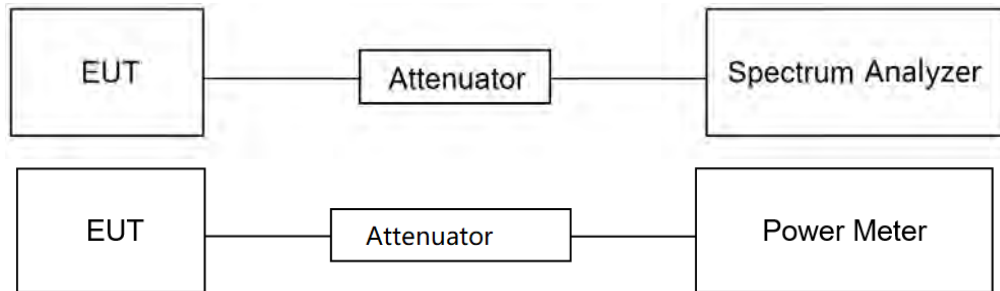 EUT
Attenuator
Spectrum Analyzer
EUT
Attenuator
Power Meter